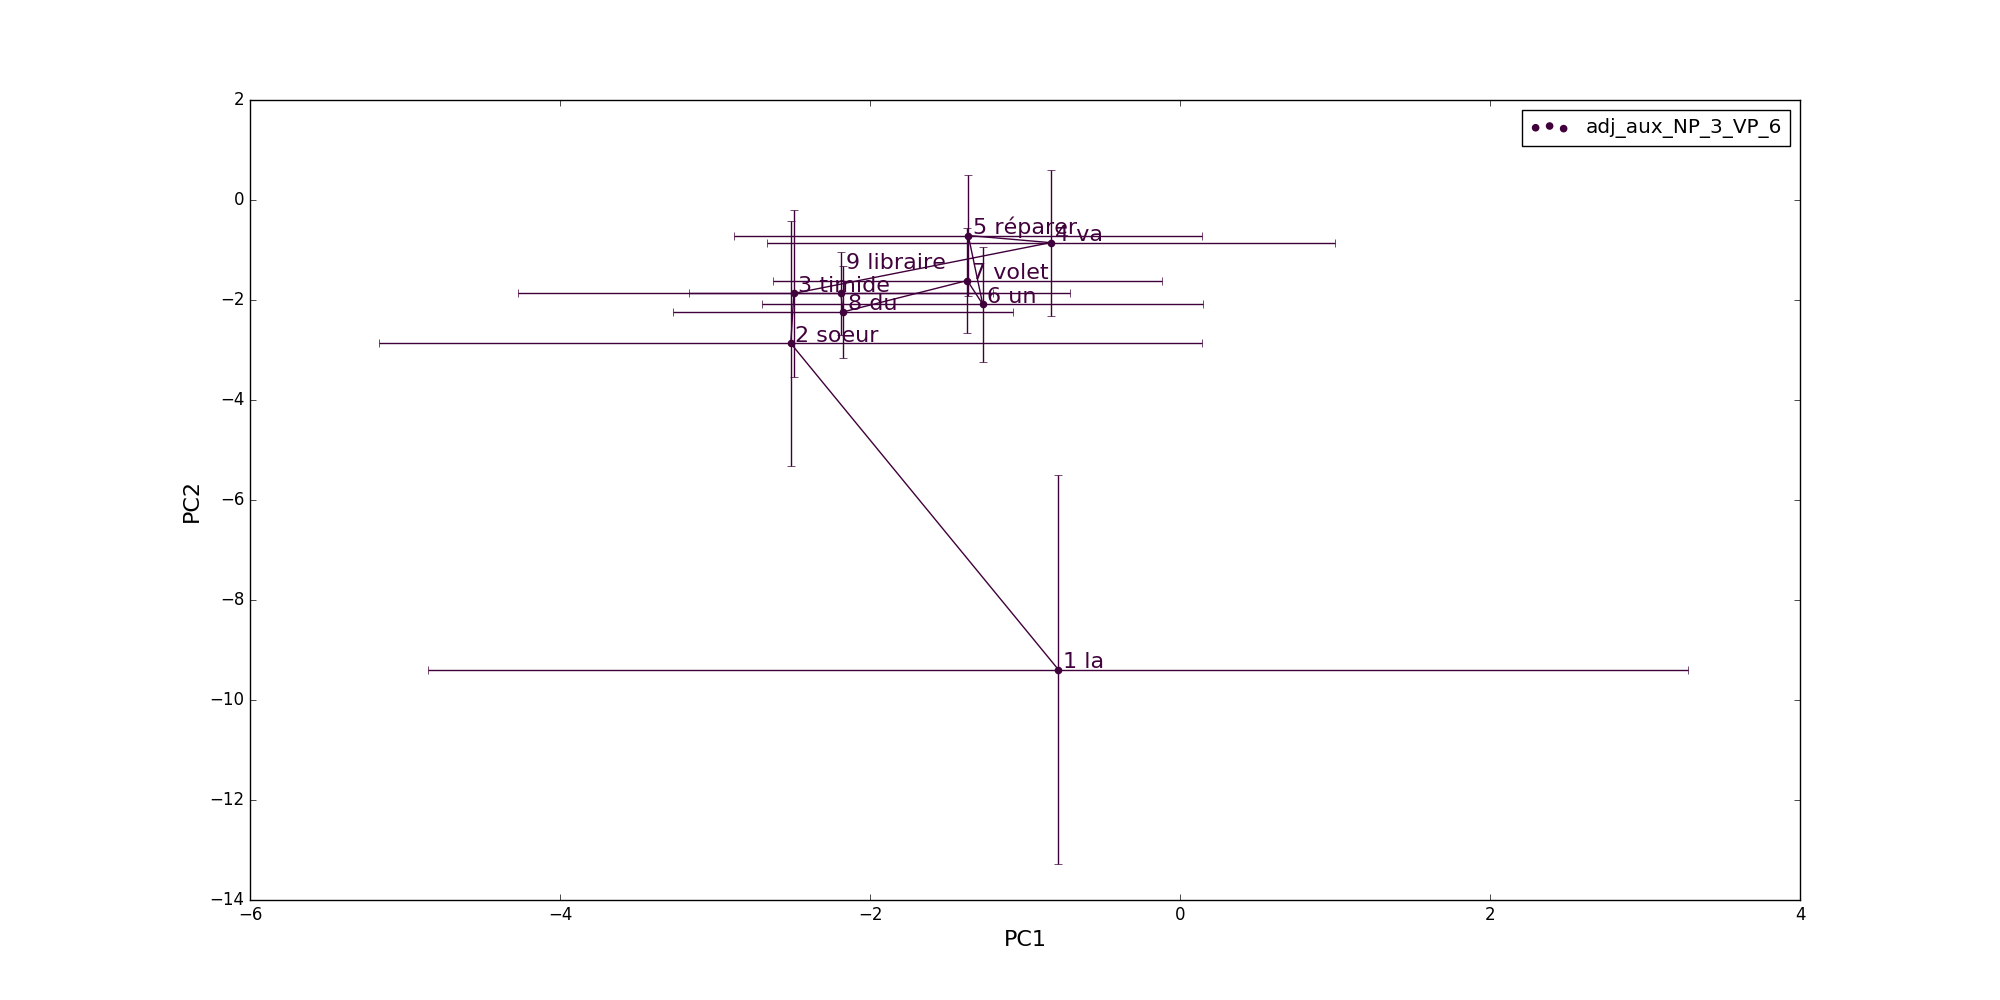 2
0
−2
−4
−6
−8
−10
−12
−14
−6
−4
−2
0
2
4
PC1
PC2
adj_aux_NP_3_VP_6
5 réparer
4 va
9 libraire
7 volet
3 timide
6 un
8 du
2 soeur
1 la